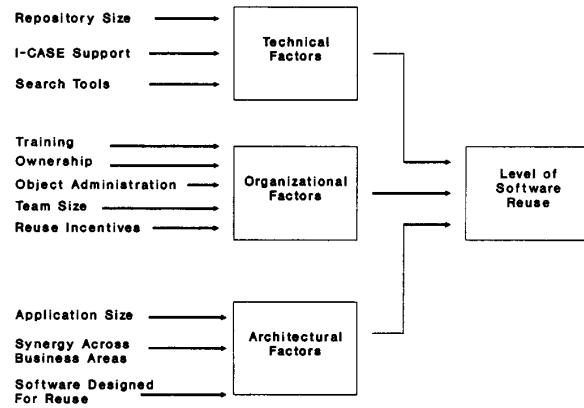 Repository Size
I-CASE Support
Search Tools
Technical
Factors
Training
Ownership
Object Administration
Team Size
Reuse Incentives
Organizational
Factors
Level of
Software
Reuse
Application Size
Synergy Across
Business Areas
Software Designed
For Reuse
Architectural
Factors